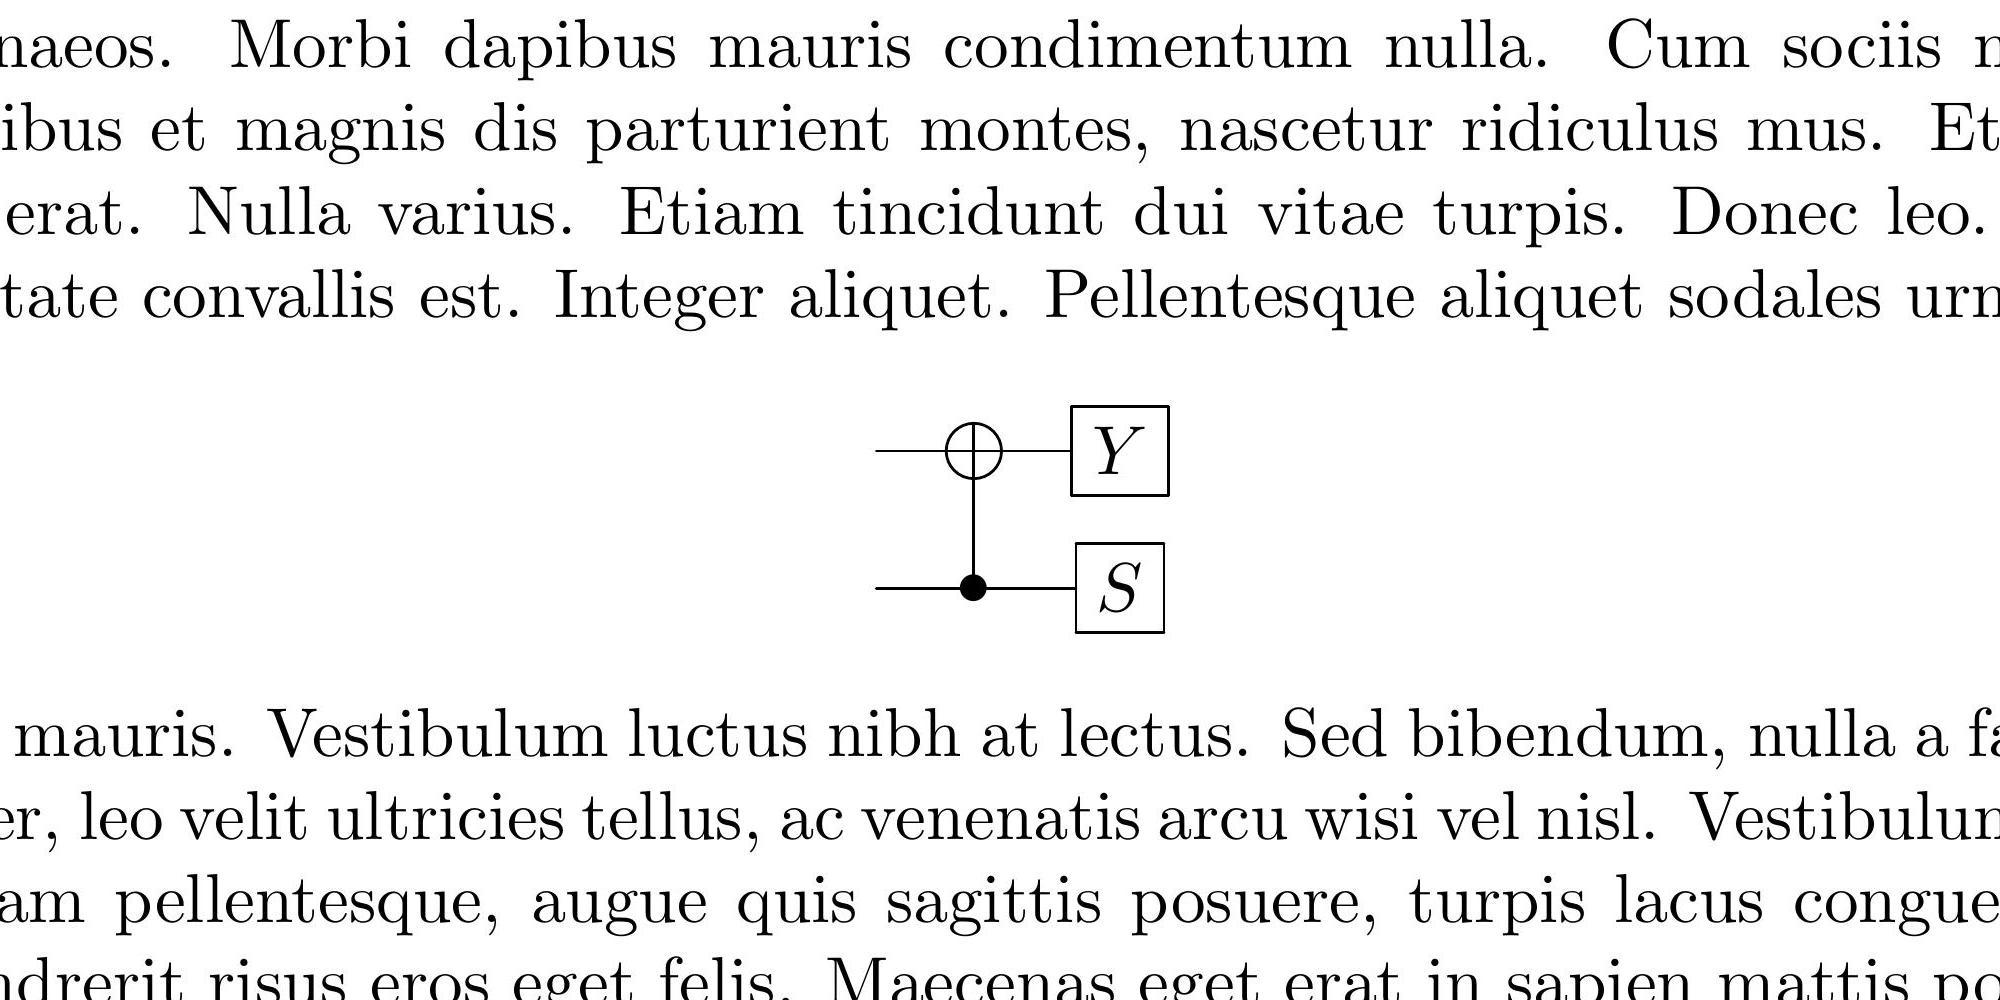 naeos. Morbi dapibus mauris condimentum nulla. Cum sociis
ibus et magnis dis parturient montes, nascetur ridiculus mus. Et
erat. Nulla varius. Etiam tincidunt dui vitae turpis. Donec leo.
tate convallis est. Integer aliquet. Pellentesque aliquet sodales urn
Y
S
mauris. Vestibulum luctus nibh at lectus. Sed bibendum, nulla a fa
er, leo velit ultricies tellus, ac venenatis arcu wisi vel nisl. Vestibulum
am pellentesque, augue quis sagittis posuere, turpis lacus congue
ndrerit risus eros eget felis. Maecenas eget erat in sapien mattis po